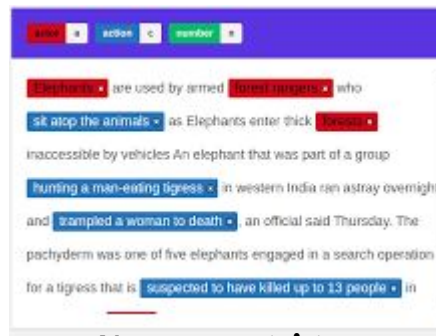 actor a action c number n
Elephants are used by armed forest rangers who
sit atop the animals as Elephants enter thick forests
inaccessible by vehicles An elephant that was part of a group
hunting a man-eating tigress in western India ran astray overnight
and trampled a woman to death , an official said Thursday. The
pachyderm was one of five elephants engaged in a search operation
for a tigress that is suspected to have killed up to 13 people in